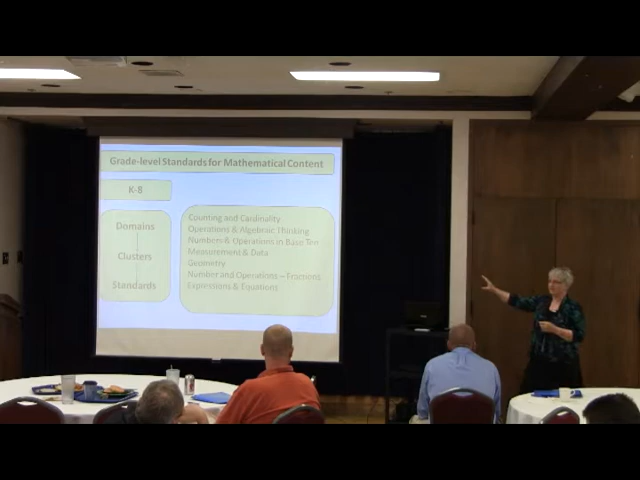 Grade-level Standards for Mathematical Content
K-8
Domains
Clusters
Standards
Counting and Cardinality
Operations & Algebraic Thinking
Numbers & Operations in Base Ten
Measurement & Data
Geometry
Number and Operations – Fractions
Expressions & Equations